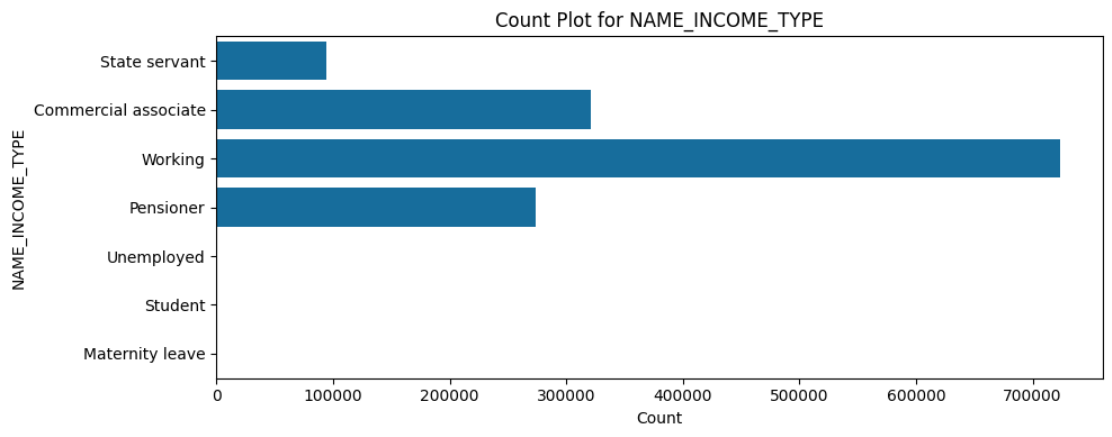 Count Plot for NAME_INCOME_TYPE
NAME_INCOME_TYPE
State servant
Commercial associate
Working
Pensioner
Unemployed
Student
Maternity leave
0 100000 200000 300000 400000 500000 600000 700000
Count